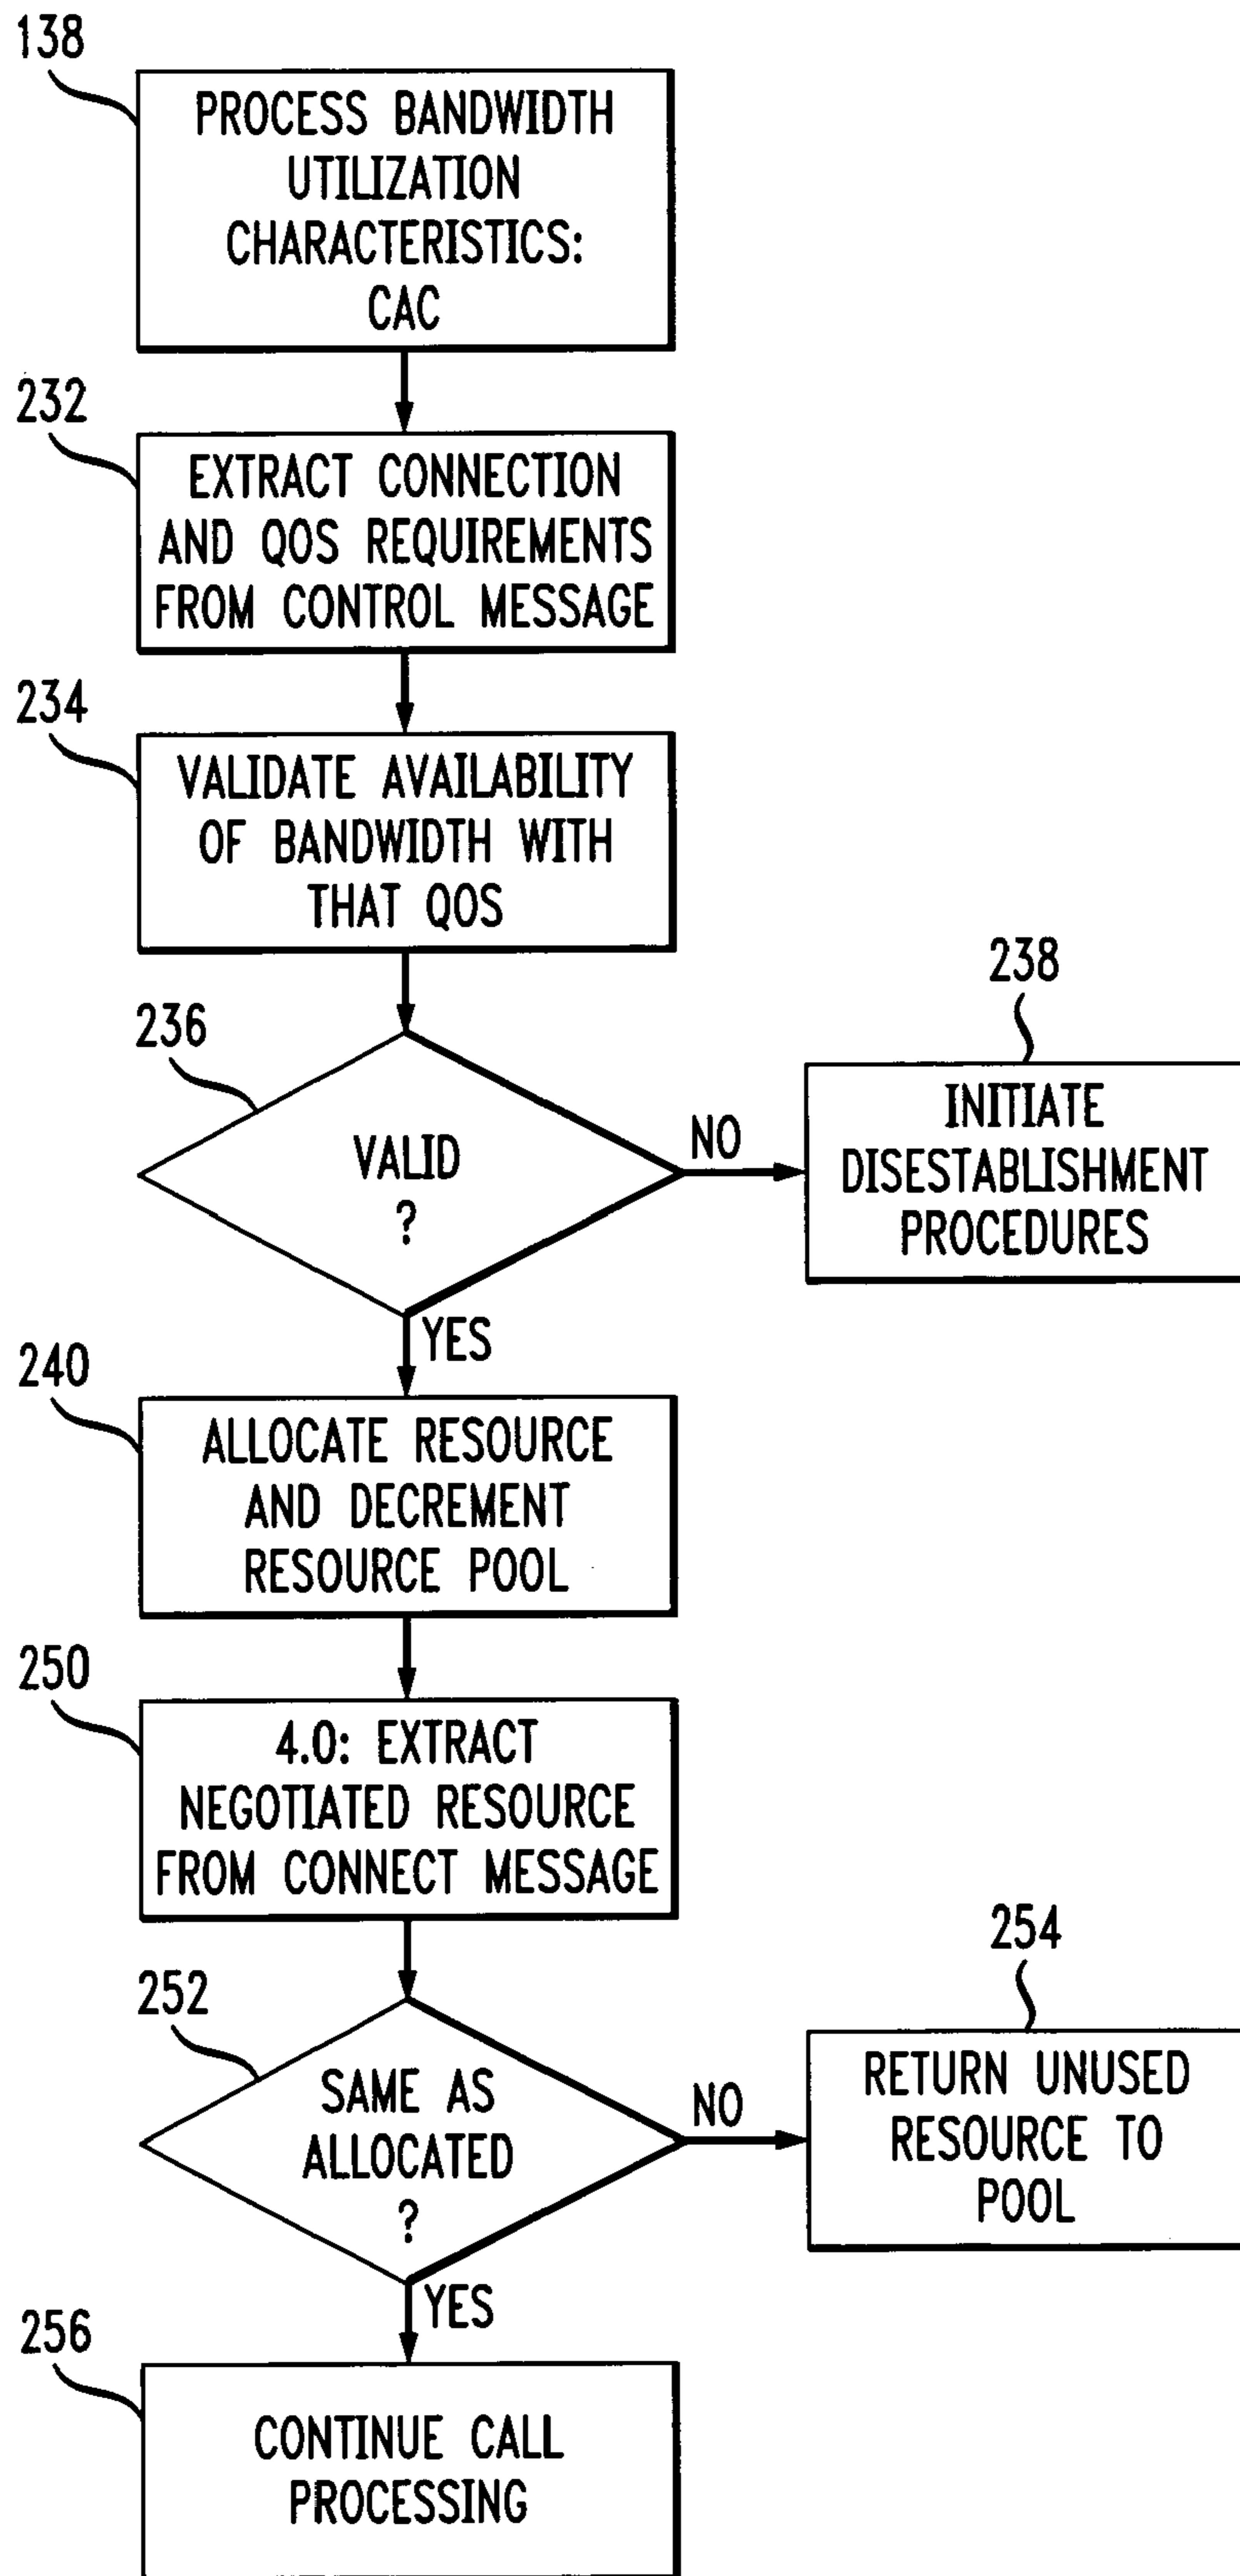 138
PROCESS BANDWIDTH
UTILIZATION
CHARACTERISTICS:
CAC
232
EXTRACT CONNECTION
AND QOS REQUIREMENTS
FROM CONTROL MESSAGE
234
VALIDATE AVAILABILITY
OF BANDWIDTH WITH
THAT QOS
236
VALID
?
NO
238
INITIATE
DISESTABLISHMENT
PROCEDURES
YES
240
ALLOCATE RESOURCE
AND DECREMENT
RESOURCE POOL
250
4.0: EXTRACT
NEGOTIATED RESOURCE
FROM CONNECT MESSAGE
252
SAME AS
ALLOCATED
?
NO
254
RETURN UNUSED
RESOURCE TO
POOL
YES
256
CONTINUE CALL
PROCESSING